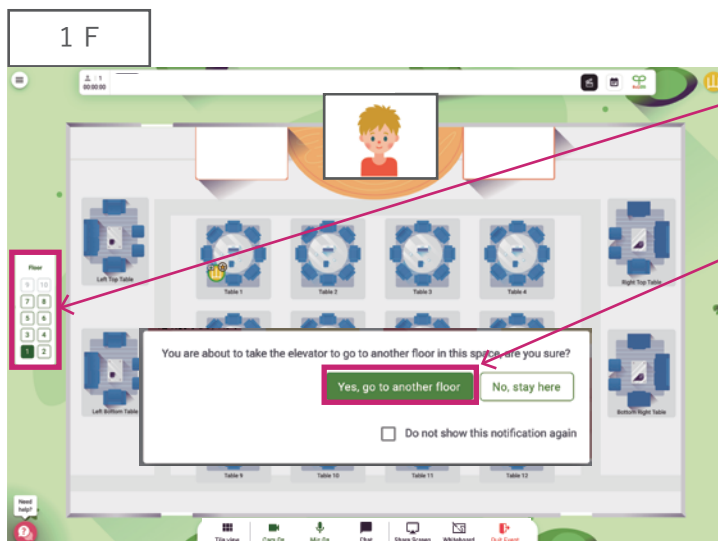 1 F
1
00:00:00
Floor
9 10
7 8
5 6
3 4
1 2
Left Top Table
Table 1
Table 2
Table 3
Table 4
Right Top Table
You are about to take the elevator to go to another floor in this space, are you sure?
Yes, go to another floor
No, stay here
Do not show this notification again
Left Bottom Table
Bottom Right Table
Table 9
Table 10
Table 11
Table 12
Need
help?
Tile view
Cam On
Mic On
Chat
Share Screen
Whiteboard
Quit Event